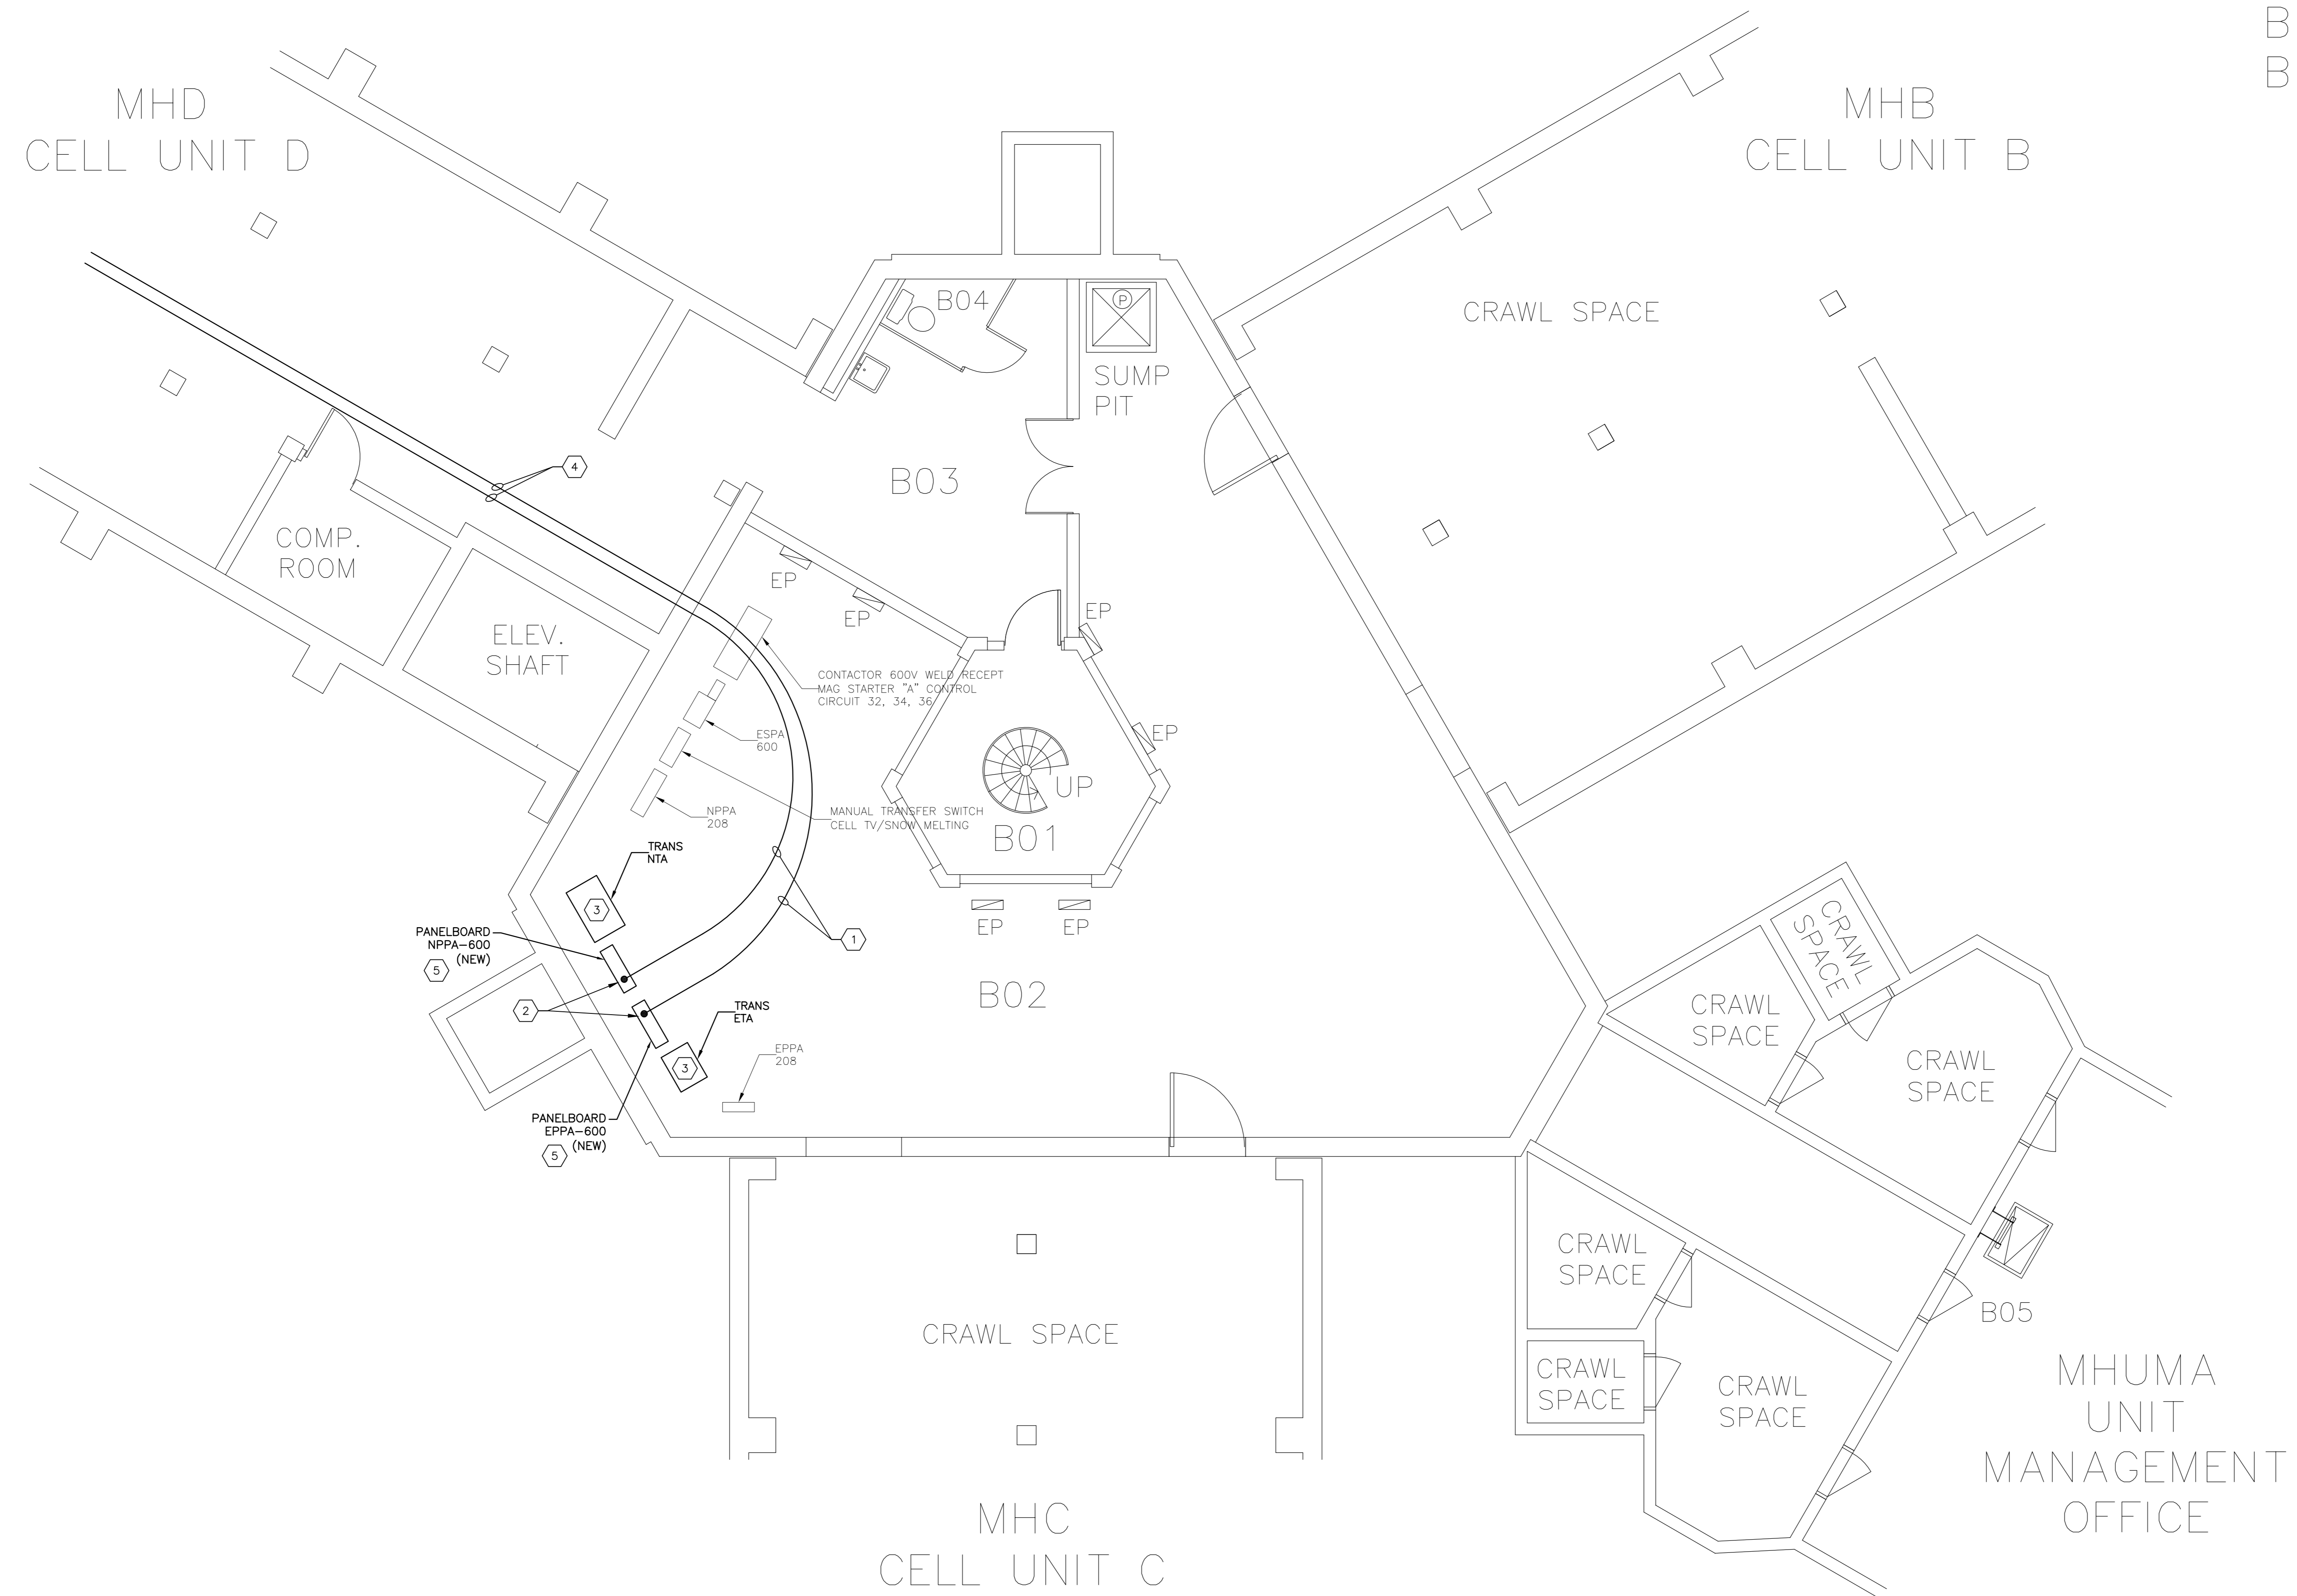 B
B
MHD
CELL UNIT D
MHB
CELL UNIT B
B04
P
CRAWL SPACE
SUMP
PIT
4
B03
COMP.
ROOM
EP
EP
EP
ELEV.
SHAFT
CONTACTOR 600V WELD RECEPT
MAG STARTER "A" CONTROL
CIRCUIT 32, 34, 36
ESPA
600
EP
UP
NPPA
208
MANUAL TRANSFER SWITCH
CELL TV/SNOW MELTING
B01
TRANS
NTA
3
PANELBOARD
NPPA-600
(NEW)
5
1
EP
EP
B02
2
TRANS
ETA
3
EPPA
208
PANELBOARD
EPPA-600
(NEW)
5
CRAWL
SPACE
CRAWL
SPACE
CRAWL
SPACE
CRAWL
SPACE
B05
CRAWL SPACE
CRAWL
SPACE
CRAWL
SPACE
MHUMA
UNIT
MANAGEMENT
OFFICE
MHC
CELL UNIT C